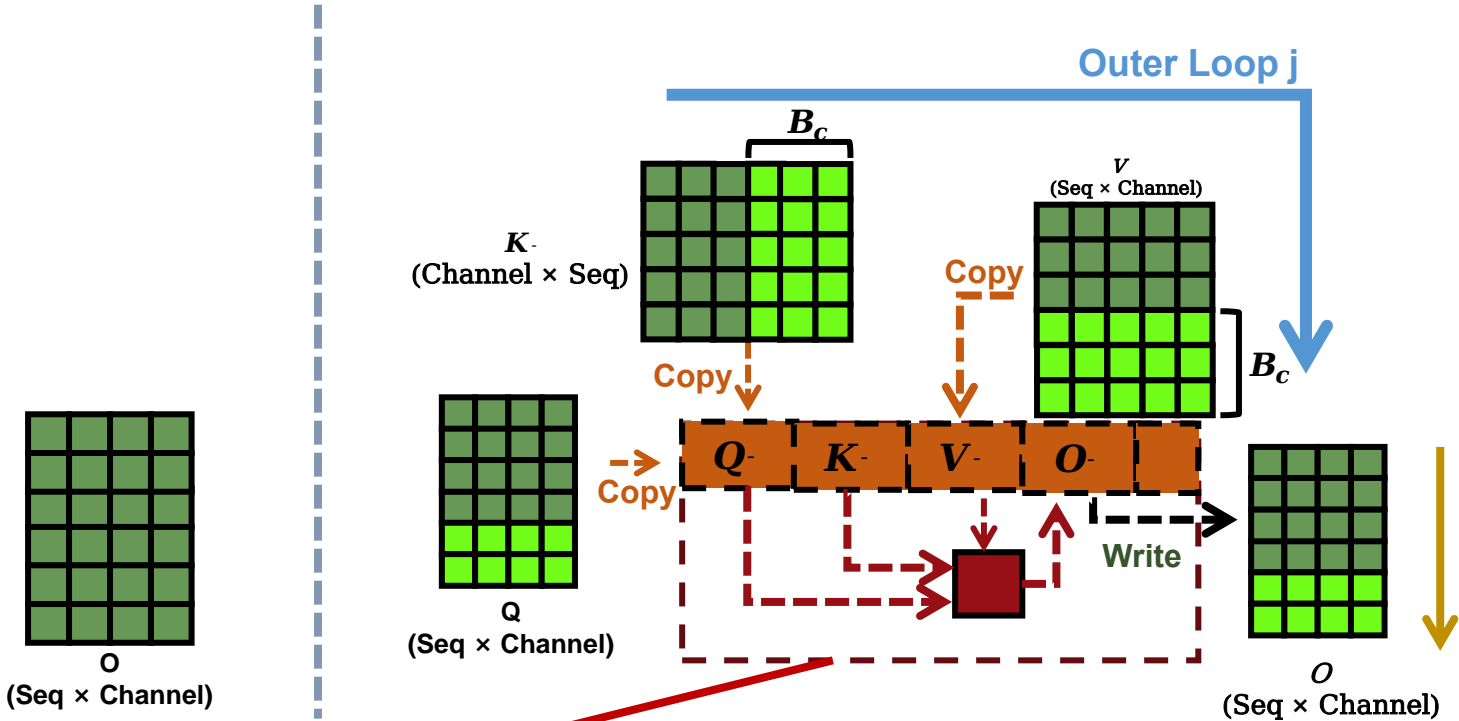 Outer Loop j
B_c
V
(Seq × Channel)
K-
(Channel × Seq)
Copy
B_c
Copy
Q-
K-
V-
O-
Copy
Write
Q
(Seq × Channel)
O
(Seq × Channel)
O
(Seq × Channel)